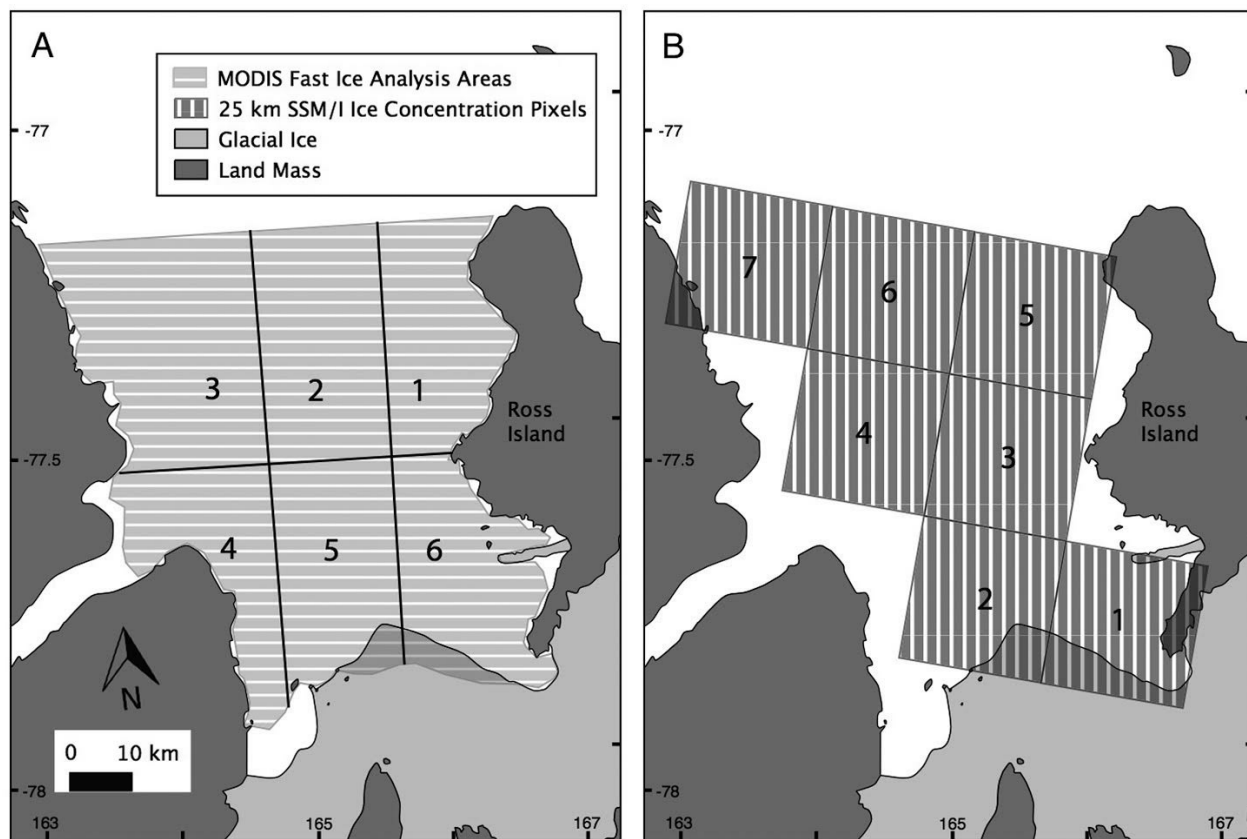 A
MODIS Fast Ice Analysis Areas
25 km SSM/I Ice Concentration Pixels
Glacial Ice
Land Mass
-77
3
2
1
Ross
Island
-77.5
4
5
6
N
0 10 km
-78
163
165
167
B
-77
7
6
5
4
3
Ross
Island
-77.5
2
1
-78
163
165
167